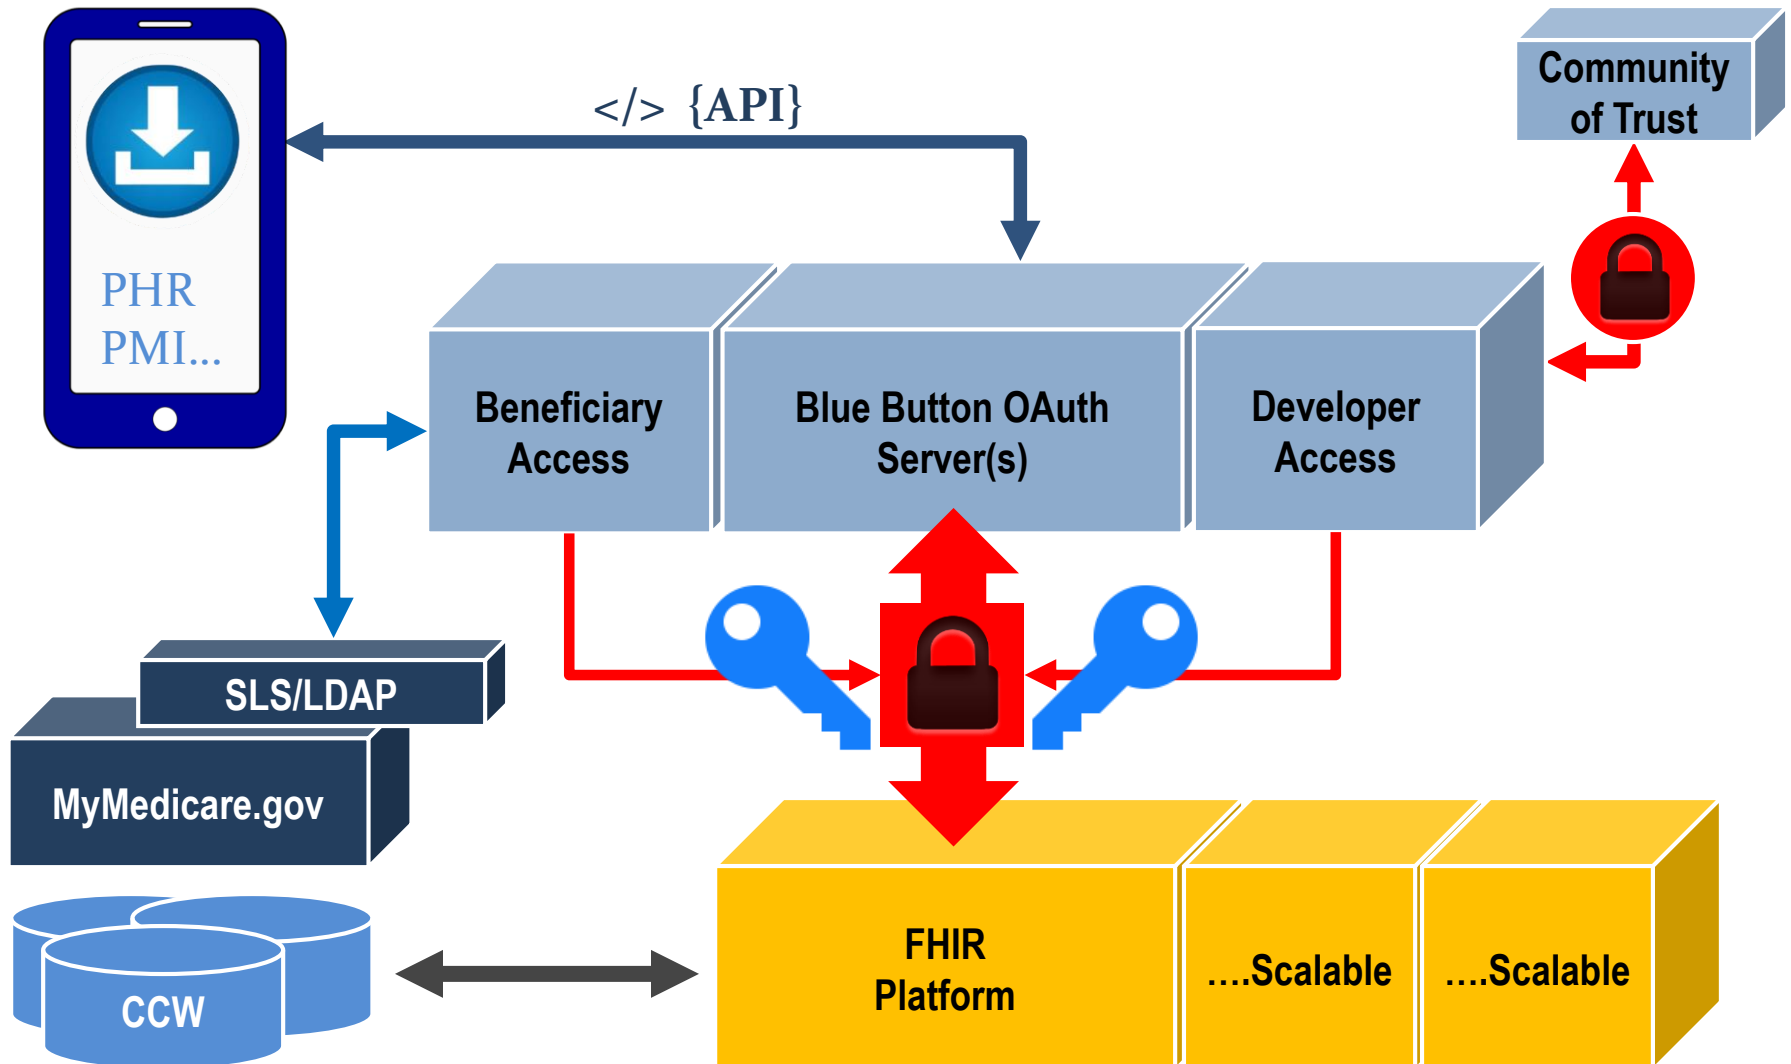 </> {API}
Community
of Trust
PHR
PMI...
Beneficiary
Access
Blue Button OAuth
Server(s)
Developer
Access
SLS/LDAP
MyMedicare.gov
CCW
FHIR
Platform
....Scalable
....Scalable